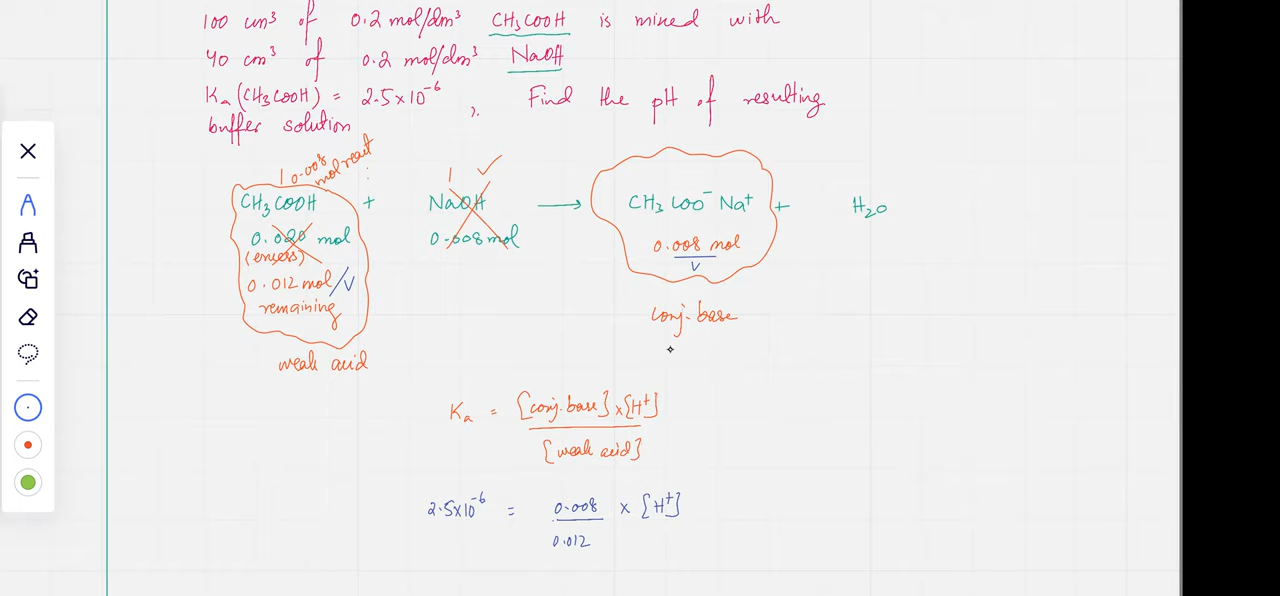 100 cm³ of 0.2 mol/dm³ CH₃COOH is mixed with
40 cm³ of 0.2 mol/dm³ NaOH
Ka (CH₃COOH) = 2.5×10⁻⁶ ). Find the pH of resulting
buffer solution
1 0.008
mol react
1 ✓
CH₃COOH + NaOH → CH₃COO⁻Na⁺ + H₂O
0.020 mol 0.008 mol 0.008 mol
V
(excess)
0.012 mol/V
remaining
conj. base
weak acid
Ka = [conj. base] × [H⁺]
[weak acid]
2.5×10⁻⁶ = 0.008 × [H⁺]
0.012